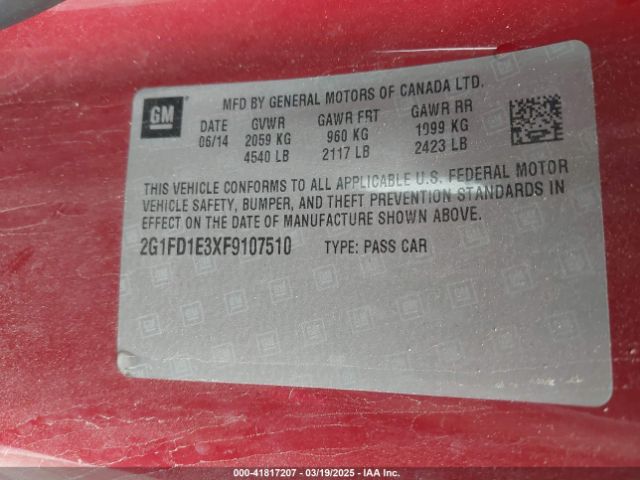 GM
MFD BY GENERAL MOTORS OF CANADA LTD.
DATE GVWR GAWR FRT GAWR RR
06/14 2059 KG 960 KG 1099 KG
4540 LB 2117 LB 2423 LB
THIS VEHICLE CONFORMS TO ALL APPLICABLE U.S. FEDERAL MOTOR
VEHICLE SAFETY, BUMPER, AND THEFT PREVENTION STANDARDS IN
EFFECT ON THE DATE OF MANUFACTURE SHOWN ABOVE.
2G1FD1E3XF9107510 TYPE: PASS CAR
000-41817207 - 03/19/2025 - IAA Inc.